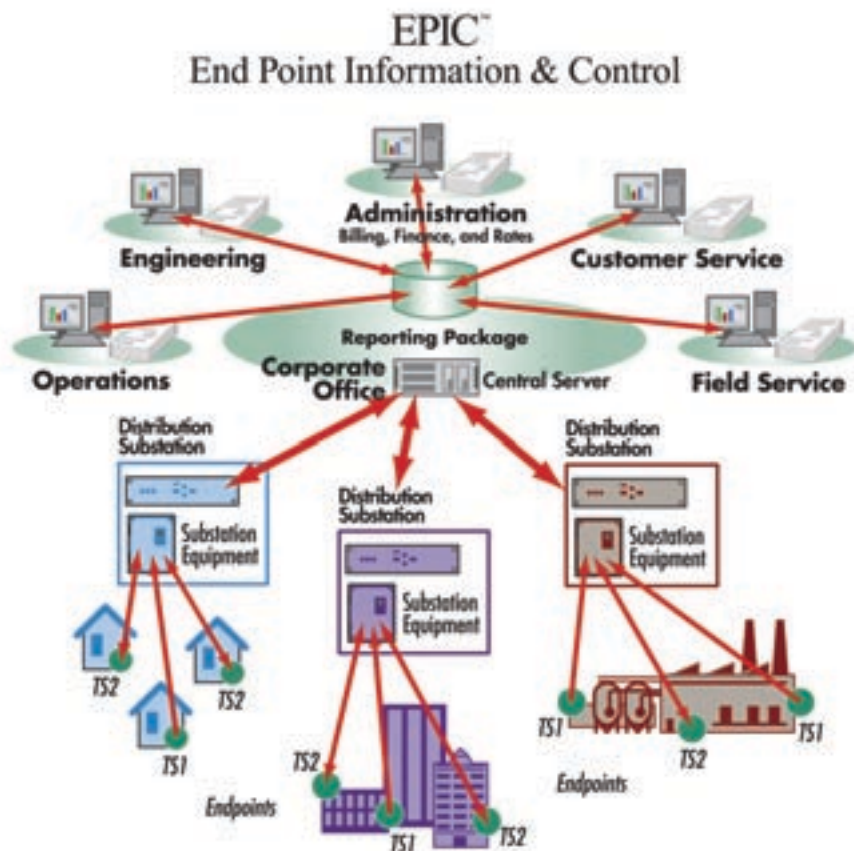 EPIC™
End Point Information & Control
Administration
Billing, Finance, and Rates
Engineering
Customer Service
Operations
Reporting Package
Field Service
Corporate
Office
Central Server
Distribution
Substation
Substation
Equipment
Distribution
Substation
Substation
Equipment
Distribution
Substation
Substation
Equipment
TS2
TS2
TS1
TS2
TS1
TS2
Endpoints
TS1
TS2
TS1
Endpoints